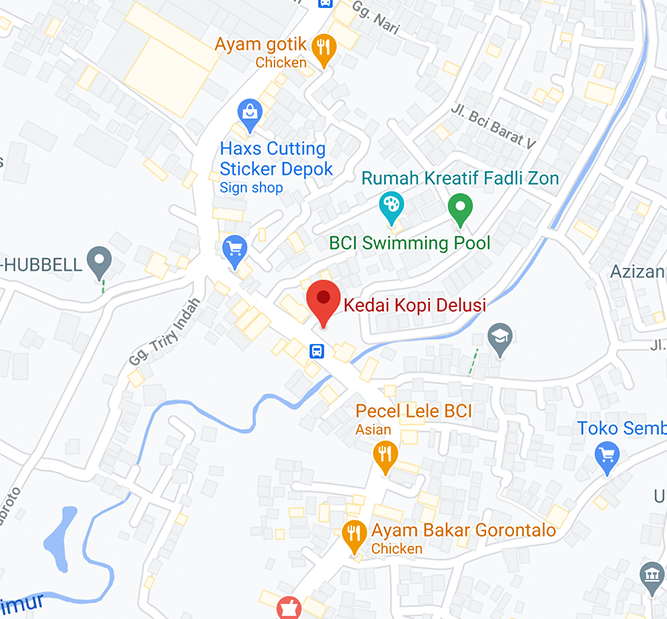 Gg. Nari
Ayam gotik
Chicken
Jl. Bci Barat V
Haxs Cutting
Sticker Depok
Sign shop
Rumah Kreatif Fadli Zon
BCI Swimming Pool
-HUBBELL
Azizan
Kedai Kopi Delusi
Gg. Trity Indah
Jl.
Pecel Lele BCI
Asian
Toko Semb
Ayam Bakar Gorontalo
Chicken
U
broto
imur